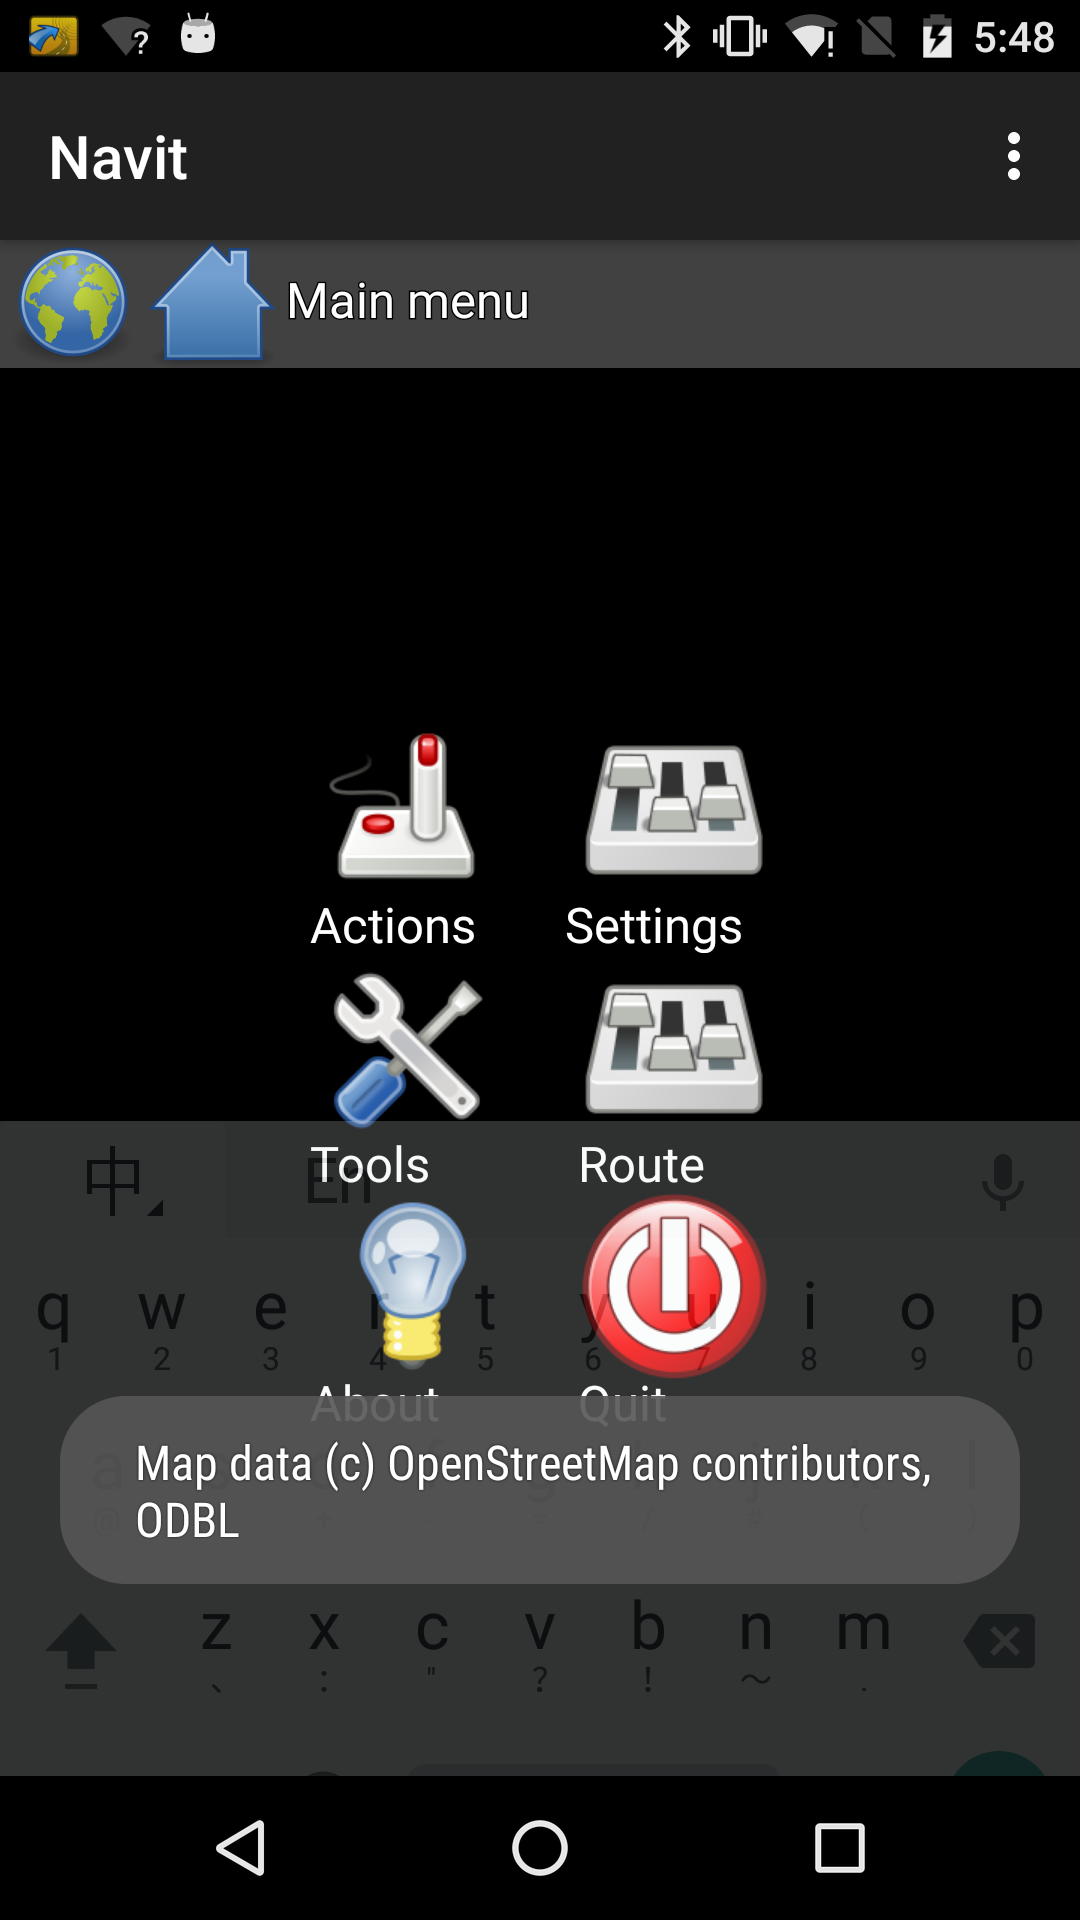 5:48
Navit
Main menu
Actions Settings
Tools Route
中 En
q w e r t y u i o p
1 2 3 4 5 6 7 8 9 0
About Quit
Map data (c) OpenStreetMap contributors,
ODBL
z x c v b n m
、 : " ? ! ~ .